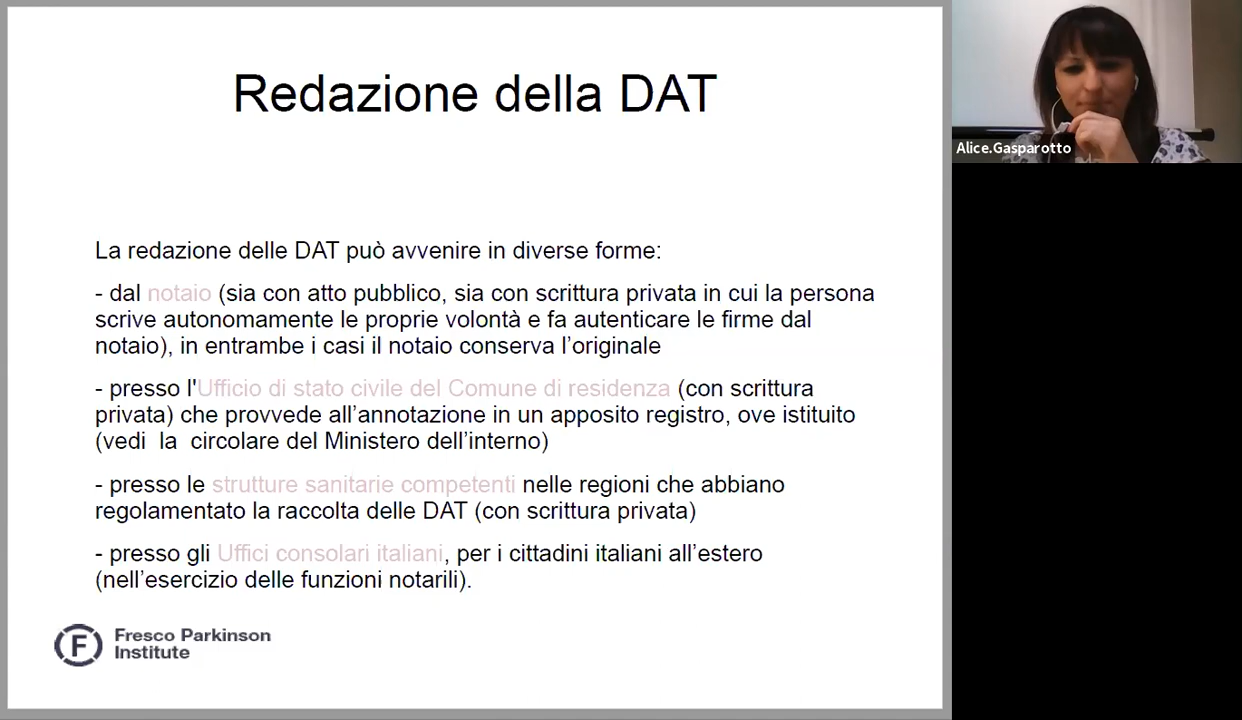 Redazione della DAT
La redazione delle DAT può avvenire in diverse forme:
- dal notaio (sia con atto pubblico, sia con scrittura privata in cui la persona
scrive autonomamente le proprie volontà e fa autenticare le firme dal
notaio), in entrambe i casi il notaio conserva l’originale
- presso l'Ufficio di stato civile del Comune di residenza (con scrittura
privata) che provvede all’annotazione in un apposito registro, ove istituito
(vedi  la  circolare del Ministero dell’interno)
- presso le strutture sanitarie competenti nelle regioni che abbiano
regolamentato la raccolta delle DAT (con scrittura privata)
- presso gli Uffici consolari italiani, per i cittadini italiani all’estero
(nell’esercizio delle funzioni notarili).
F
Fresco Parkinson
Institute
Alice.Gasparotto